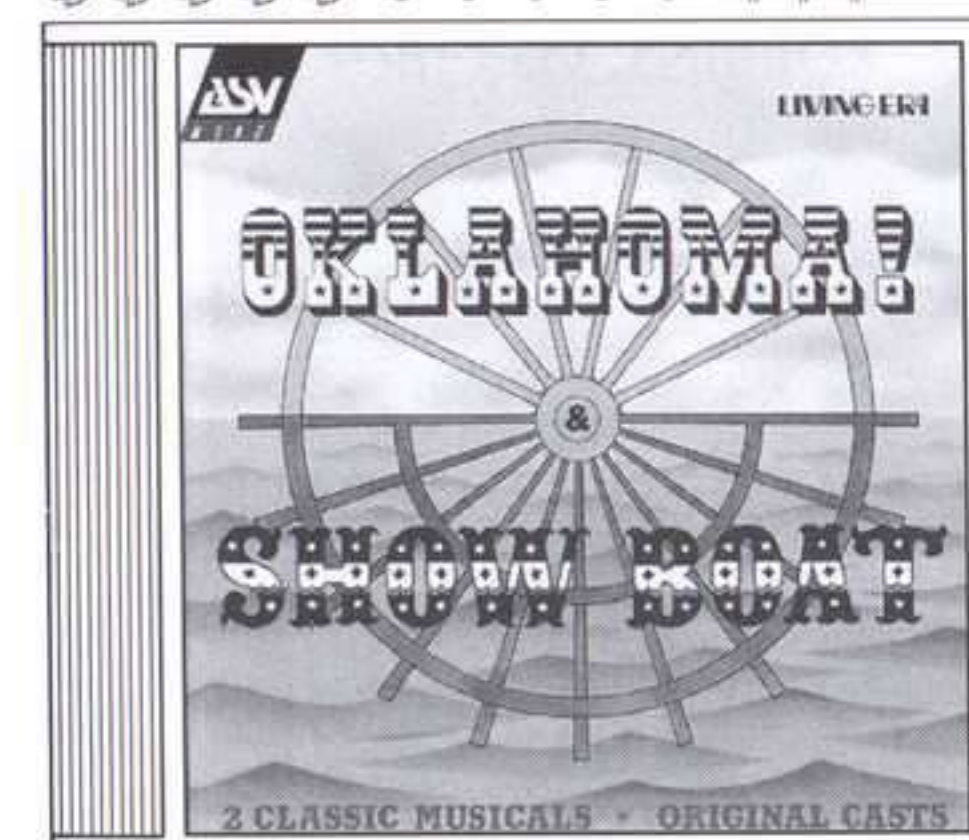 ASV
LIVING ERA
OKLAHOMA!
&
SHOW BOAT
2 CLASSIC MUSICALS · ORIGINAL CASTS